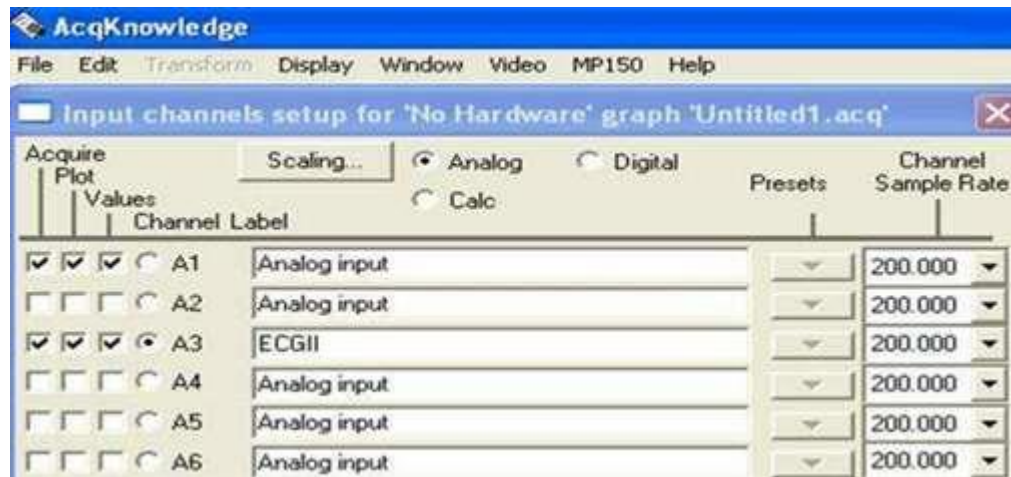 AcqKnowledge
File Edit Transform Display Window Video MP150 Help
Input channels setup for 'No Hardware' graph 'Untitled1.acq'
Acquire Scaling... Analog Digital Channel
Plot Presets Sample Rate
Values Calc
Channel Label
A1 Analog input 200.000
A2 Analog input 200.000
A3 ECGII 200.000
A4 Analog input 200.000
A5 Analog input 200.000
A6 Analog input 200.000